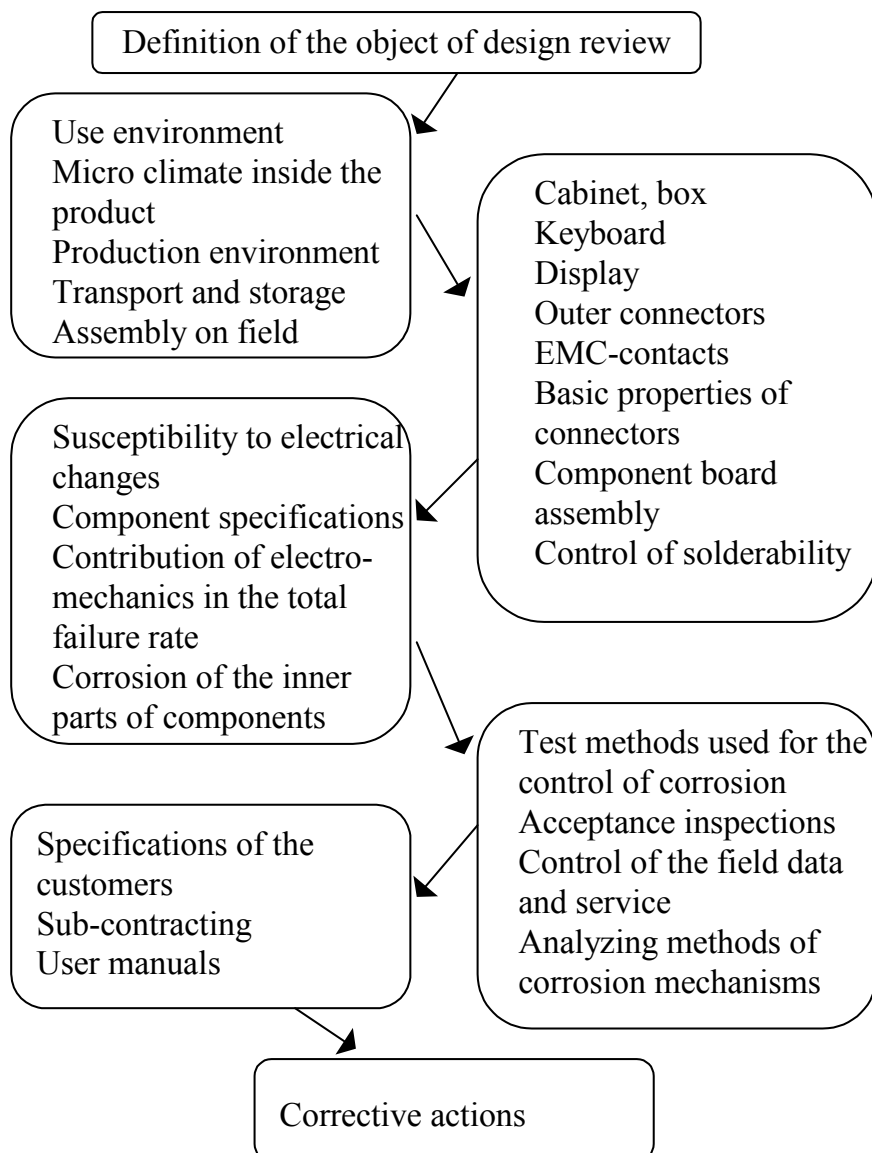 Definition of the object of design review
Use environment
Micro climate inside the
product
Production environment
Transport and storage
Assembly on field
Cabinet, box
Keyboard
Display
Outer connectors
EMC-contacts
Basic properties of
connectors
Component board
assembly
Control of solderability
Susceptibility to electrical
changes
Component specifications
Contribution of electro-
mechanics in the total
failure rate
Corrosion of the inner
parts of components
Test methods used for the
control of corrosion
Acceptance inspections
Control of the field data
and service
Analyzing methods of
corrosion mechanisms
Specifications of the
customers
Sub-contracting
User manuals
Corrective actions